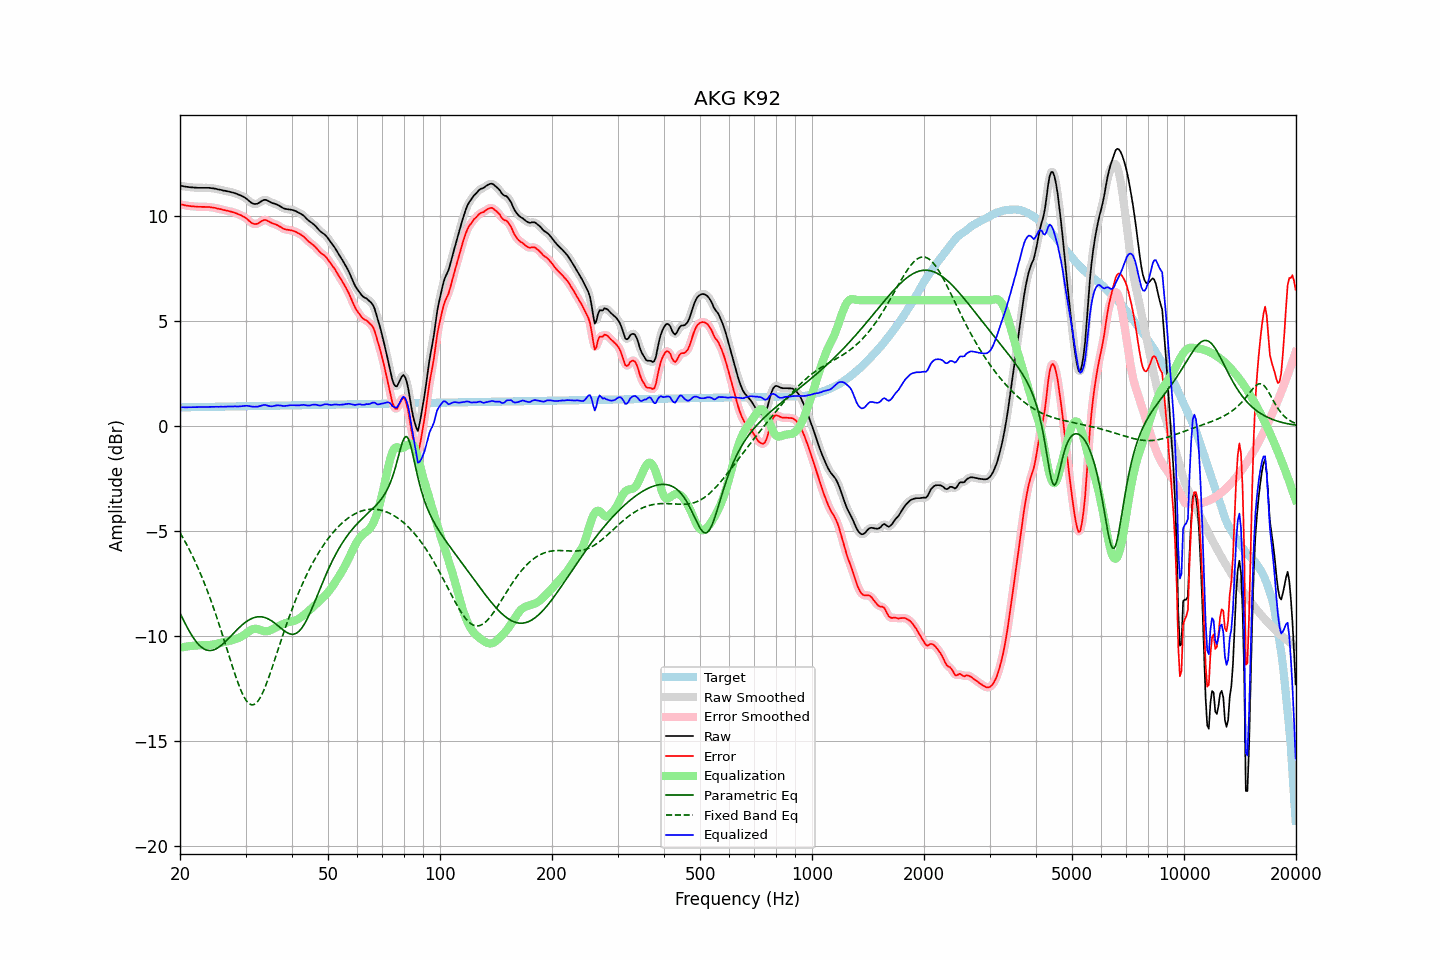 AKG K92
Amplitude (dBr)
10
5
0
−5
−10
−15
−20
Target
Raw Smoothed
Error Smoothed
Raw
Error
Equalization
Parametric Eq
Fixed Band Eq
Equalized
20 50 100 200 500 1000 2000 5000 10000 20000
Frequency (Hz)